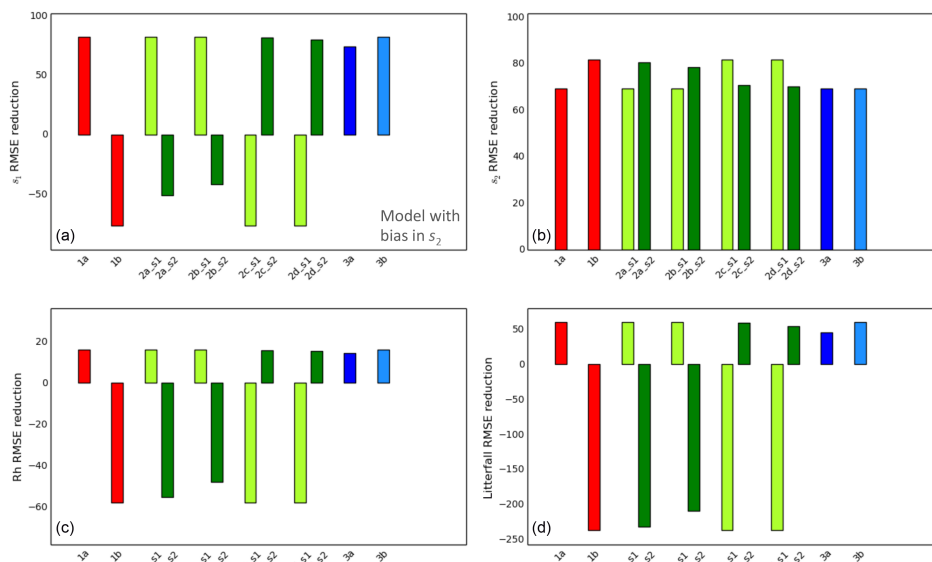 100
50
0
−50
s₁ RMSE reduction
(a)
Model with
bias in s₂
1a
1b
2a_s1
2a_s2
2b_s1
2b_s2
2c_s1
2c_s2
2d_s1
2d_s2
3a
3b
100
80
60
40
20
0
s₂ RMSE reduction
(b)
1a
1b
2a_s1
2a_s2
2b_s1
2b_s2
2c_s1
2c_s2
2d_s1
2d_s2
3a
3b
20
0
−20
−40
−60
Rh RMSE reduction
(c)
1a
1b
s1
s2
s1
s2
s1
s2
s1
s2
3a
3b
50
0
−50
−100
−150
−200
−250
Litterfall RMSE reduction
(d)
1a
1b
s1
s2
s1
s2
s1
s2
s1
s2
3a
3b